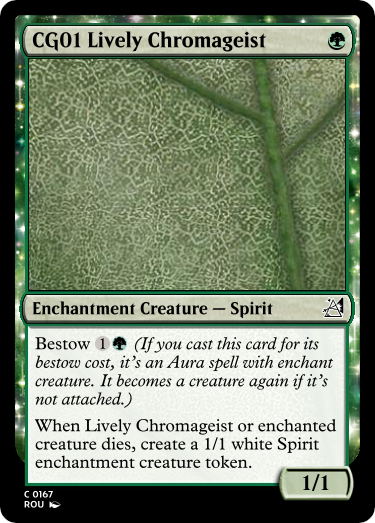 CG01 Lively Chromageist
Enchantment Creature — Spirit
Bestow 1 (If you cast this card for its
bestow cost, it's an Aura spell with enchant
creature. It becomes a creature again if it's
not attached.)
When Lively Chromageist or enchanted
creature dies, create a 1/1 white Spirit
enchantment creature token.
1/1
C 0167
ROU